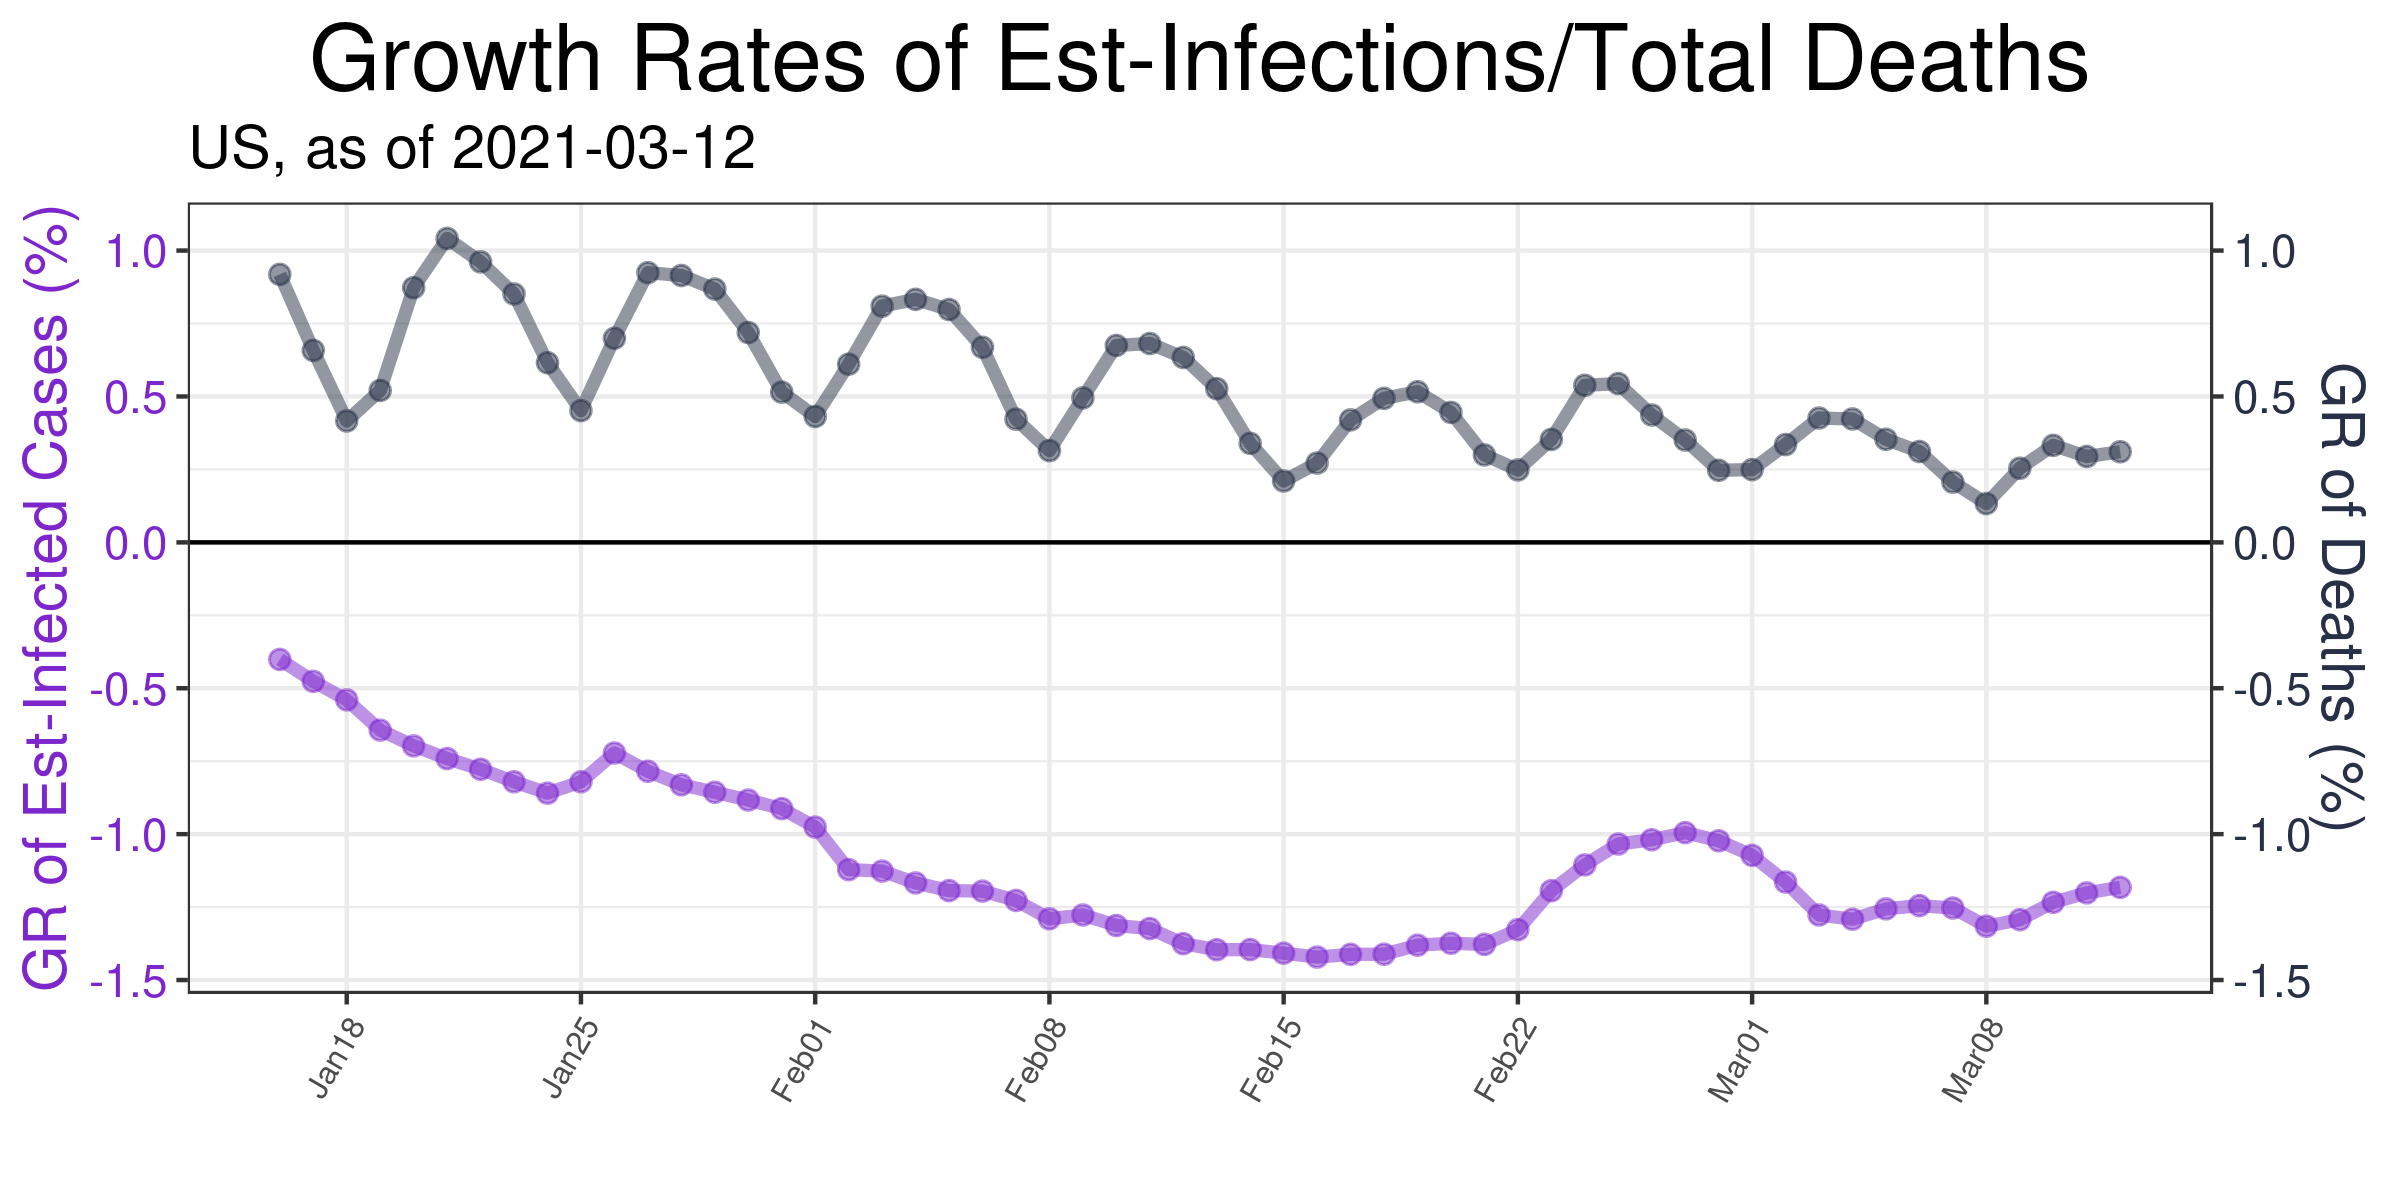 Growth Rates of Est-Infections/Total Deaths
US, as of 2021-03-12
GR of Est-Infected Cases (%)
1.0
0.5
0.0
-0.5
-1.0
-1.5
1.0
0.5
0.0
-0.5
-1.0
-1.5
GR of Deaths (%)
Jan18
Jan25
Feb01
Feb08
Feb15
Feb22
Mar01
Mar08